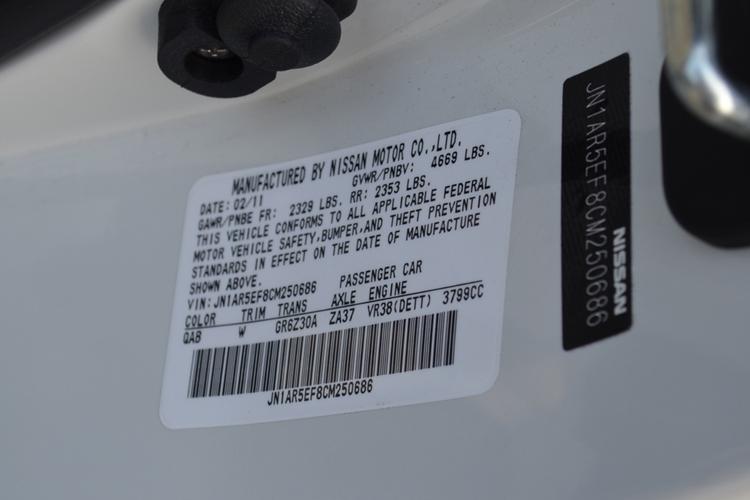 MANUFACTURED BY NISSAN MOTOR CO.,LTD.
DATE: 02/11 GVWR/PNBV: 4669 LBS.
GAWR/PNBE FR: 2329 LBS. RR: 2353 LBS.
THIS VEHICLE CONFORMS TO ALL APPLICABLE FEDERAL
MOTOR VEHICLE SAFETY,BUMPER,AND THEFT PREVENTION
STANDARDS IN EFFECT ON THE DATE OF MANUFACTURE
SHOWN ABOVE.
VIN: JN1AR5EF8CM250686 PASSENGER CAR
COLOR TRIM TRANS AXLE ENGINE
QAB W GR6Z30A ZA37 VR38(DETT) 3799CC
JN1AR5EF8CM250686
JN1AR5EF8CM250686
NISSAN